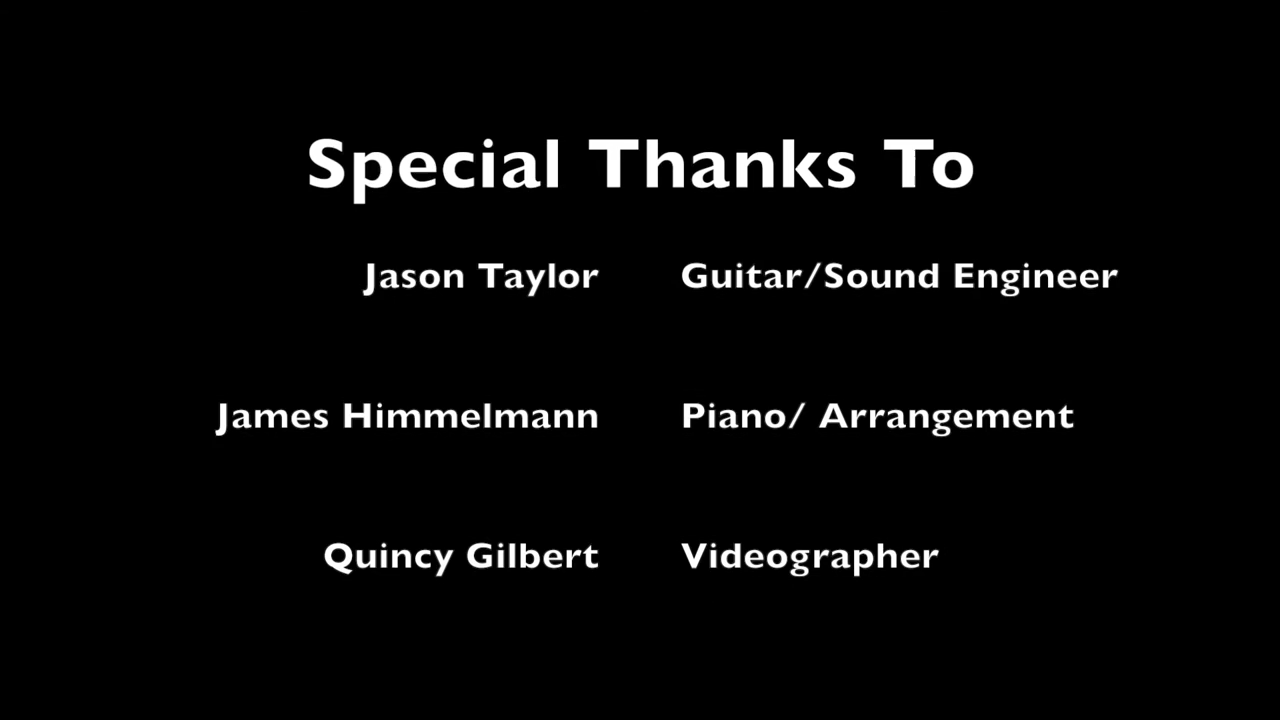 Special Thanks To
Jason Taylor Guitar/Sound Engineer
James Himmelmann Piano/ Arrangement
Quincy Gilbert Videographer